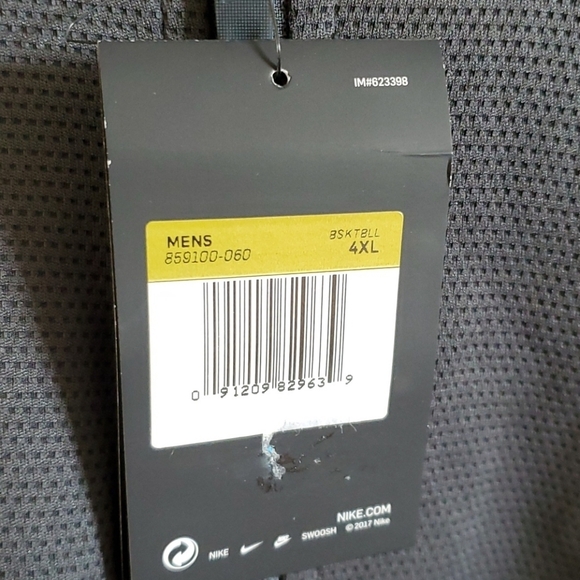 IM#623398
MENS BSKTBLL
859100-060 4XL
0 91209 82963 9
NIKE.COM
NIKE SWOOSH © 2017 Nike